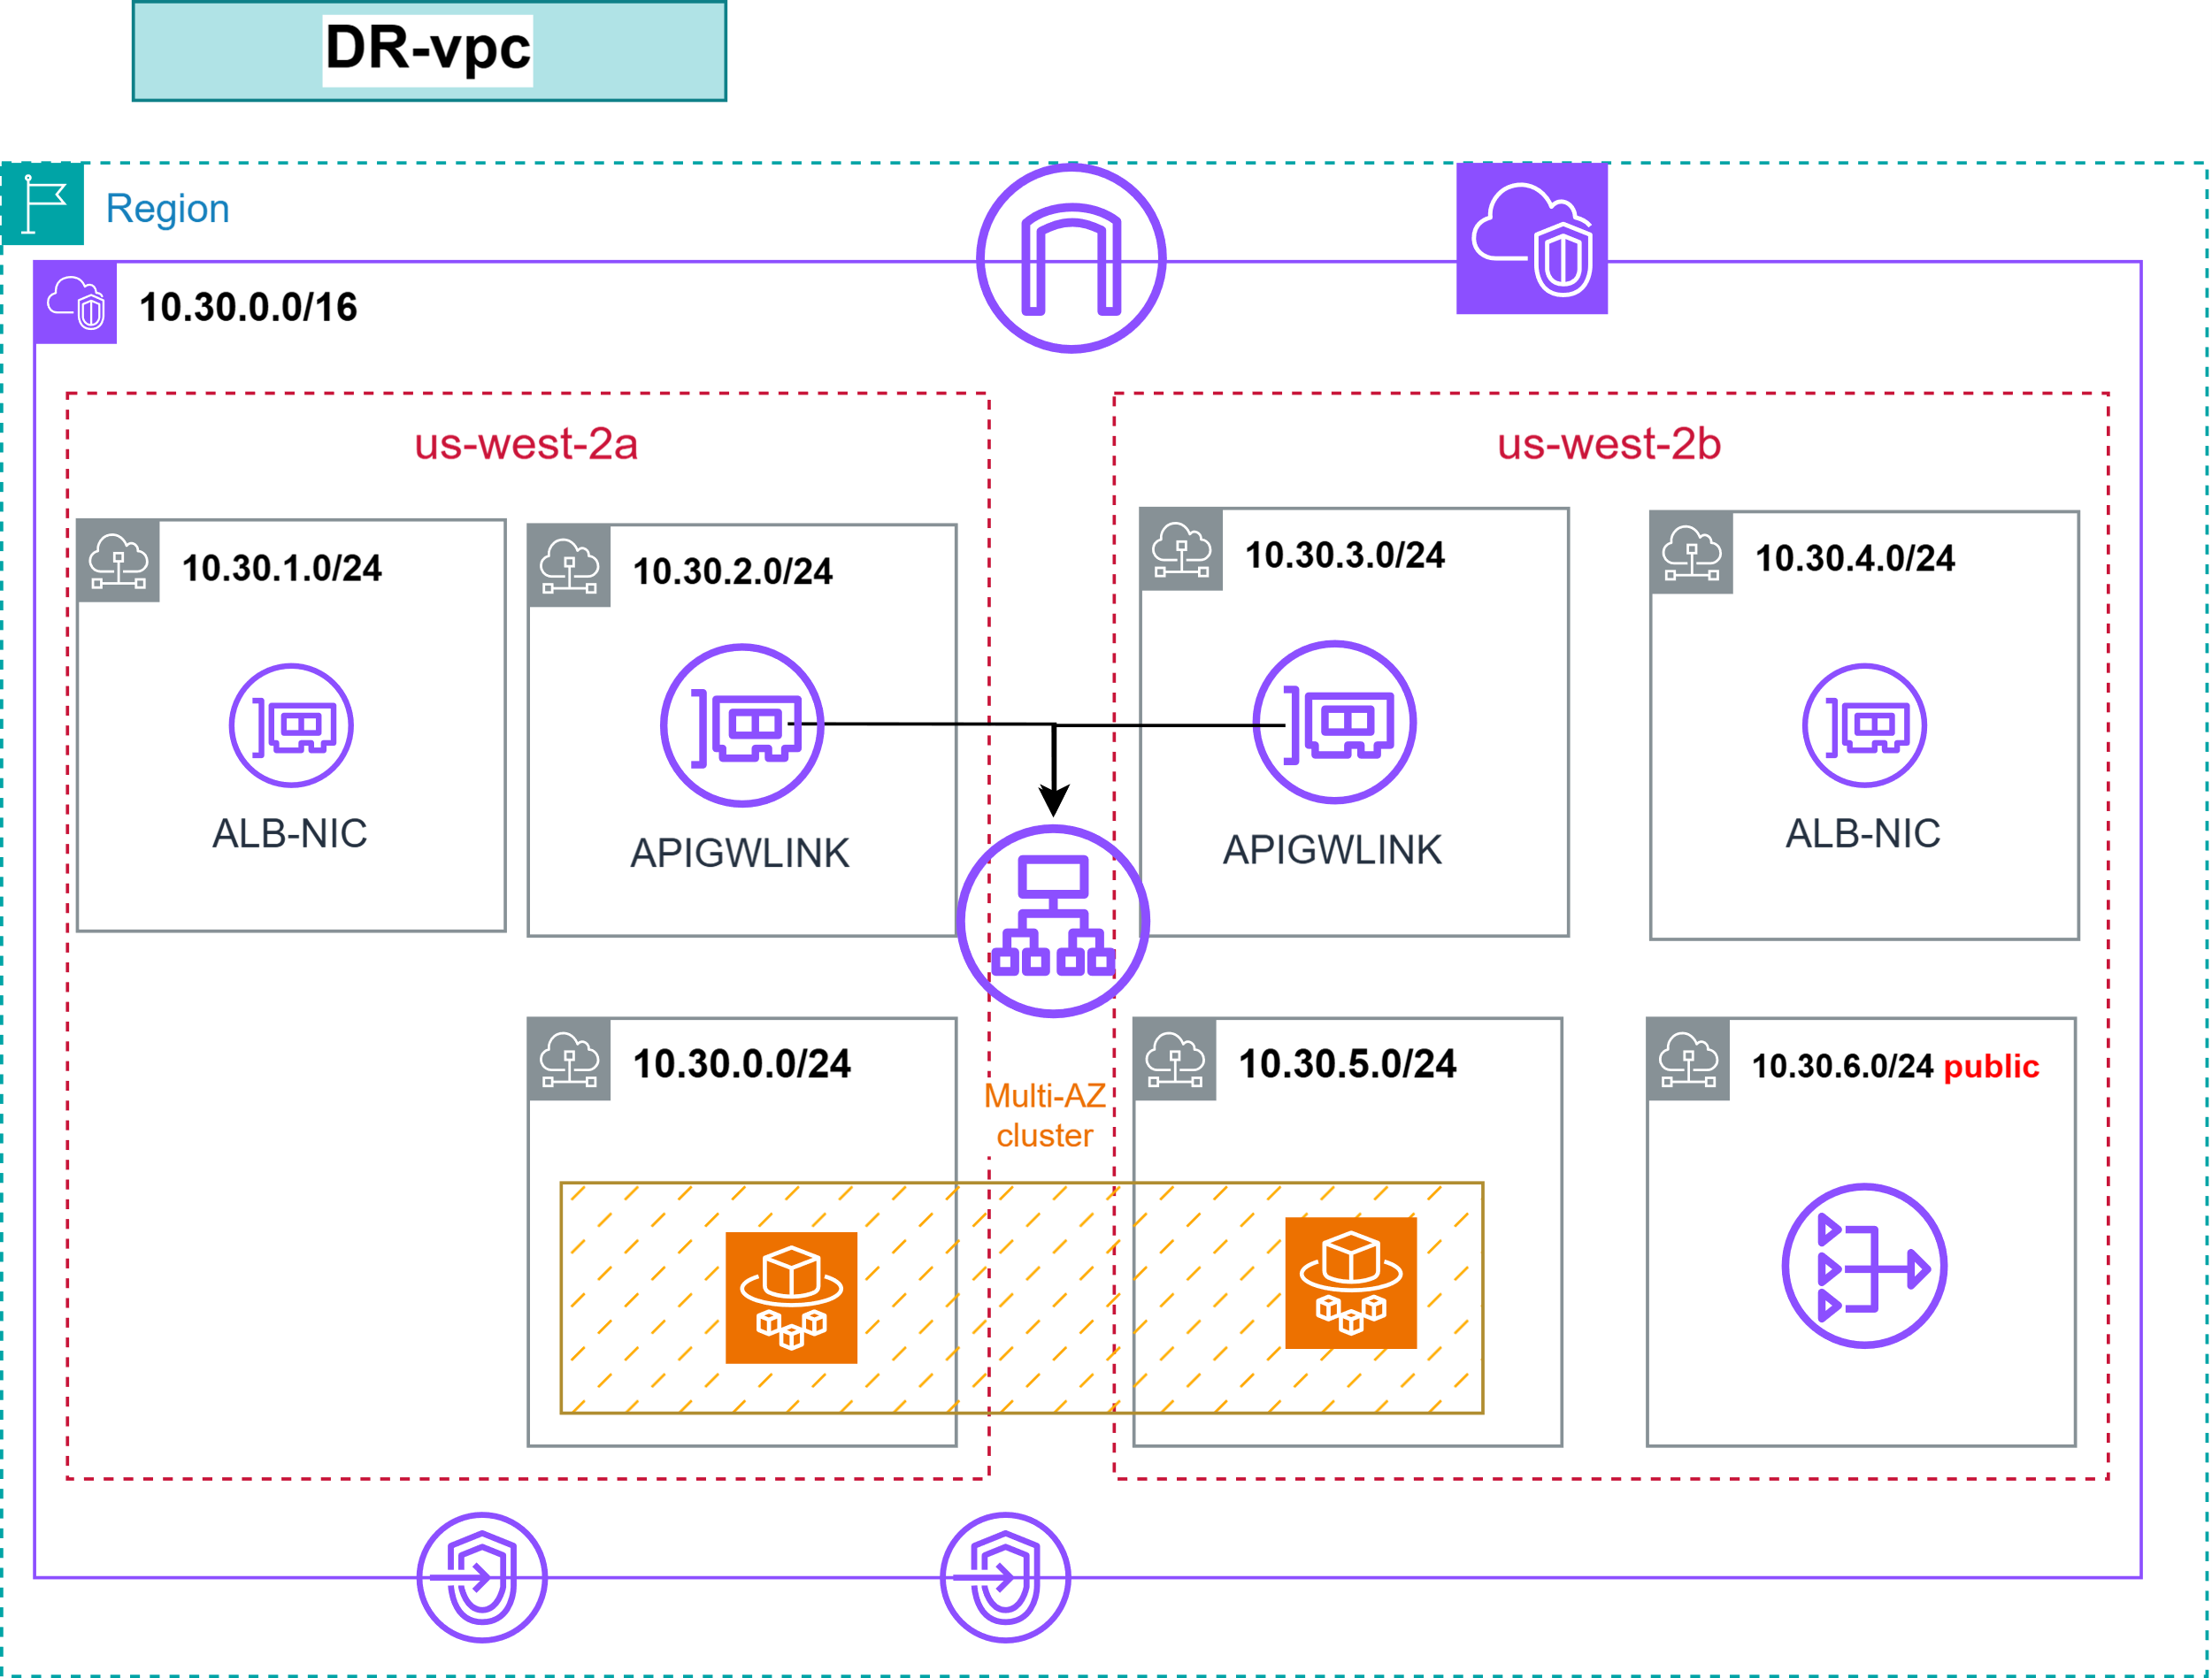 DR-vpc
Region
10.30.0.0/16
us-west-2a
us-west-2b
10.30.1.0/24
10.30.2.0/24
10.30.3.0/24
10.30.4.0/24
ALB-NIC
APIGWLINK
APIGWLINK
ALB-NIC
10.30.0.0/24
Multi-AZ
cluster
10.30.5.0/24
10.30.6.0/24 public